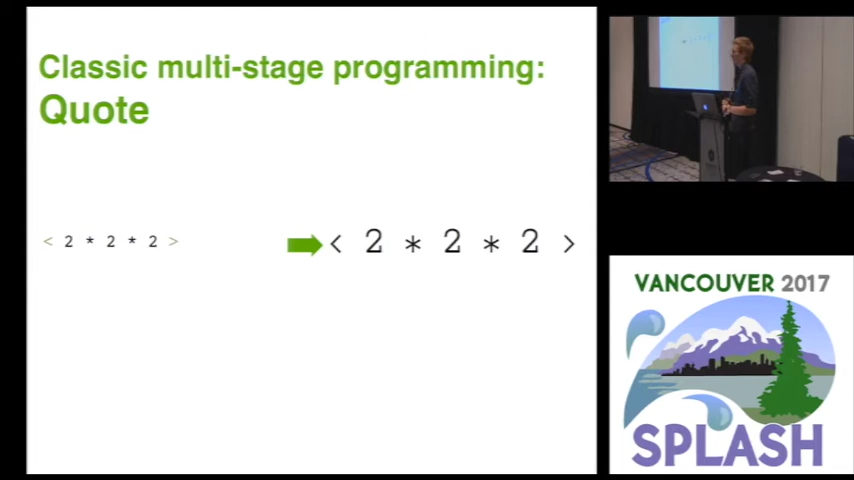 Classic multi-stage programming:
Quote
< 2 * 2 * 2 >
< 2 * 2 * 2 >
VANCOUVER 2017
SPLASH